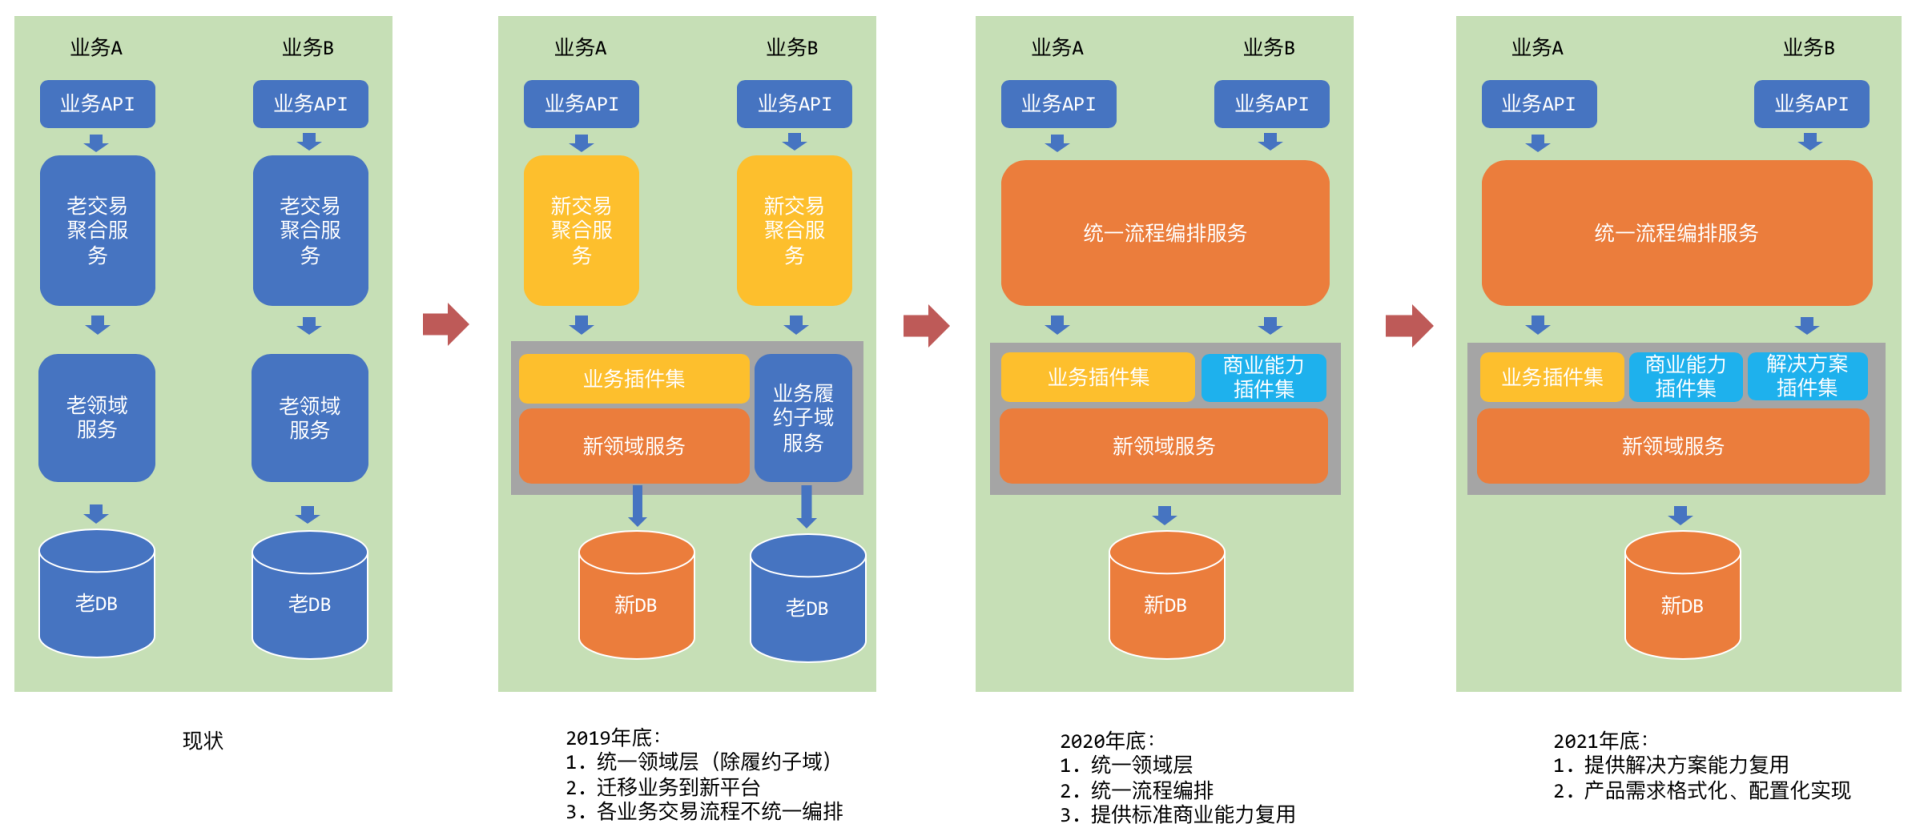 业务A
业务B
业务API
业务API
老交易
聚合服
务
老交易
聚合服
务
老领域
服务
老领域
服务
老DB
老DB
现状
业务A
业务B
业务API
业务API
新交易
聚合服
务
新交易
聚合服
务
业务插件集
新领域服务
业务履
约子域
服务
新DB
老DB
2019年底：
1. 统一领域层（除履约子域）
2. 迁移业务到新平台
3. 各业务交易流程不统一编排
业务A
业务B
业务API
业务API
统一流程编排服务
业务插件集
商业能力
插件集
新领域服务
新DB
2020年底：
1. 统一领域层
2. 统一流程编排
3. 提供标准商业能力复用
业务A
业务B
业务API
业务API
统一流程编排服务
业务插件集
商业能力
插件集
解决方案
插件集
新领域服务
新DB
2021年底：
1. 提供解决方案能力复用
2. 产品需求格式化、配置化实现